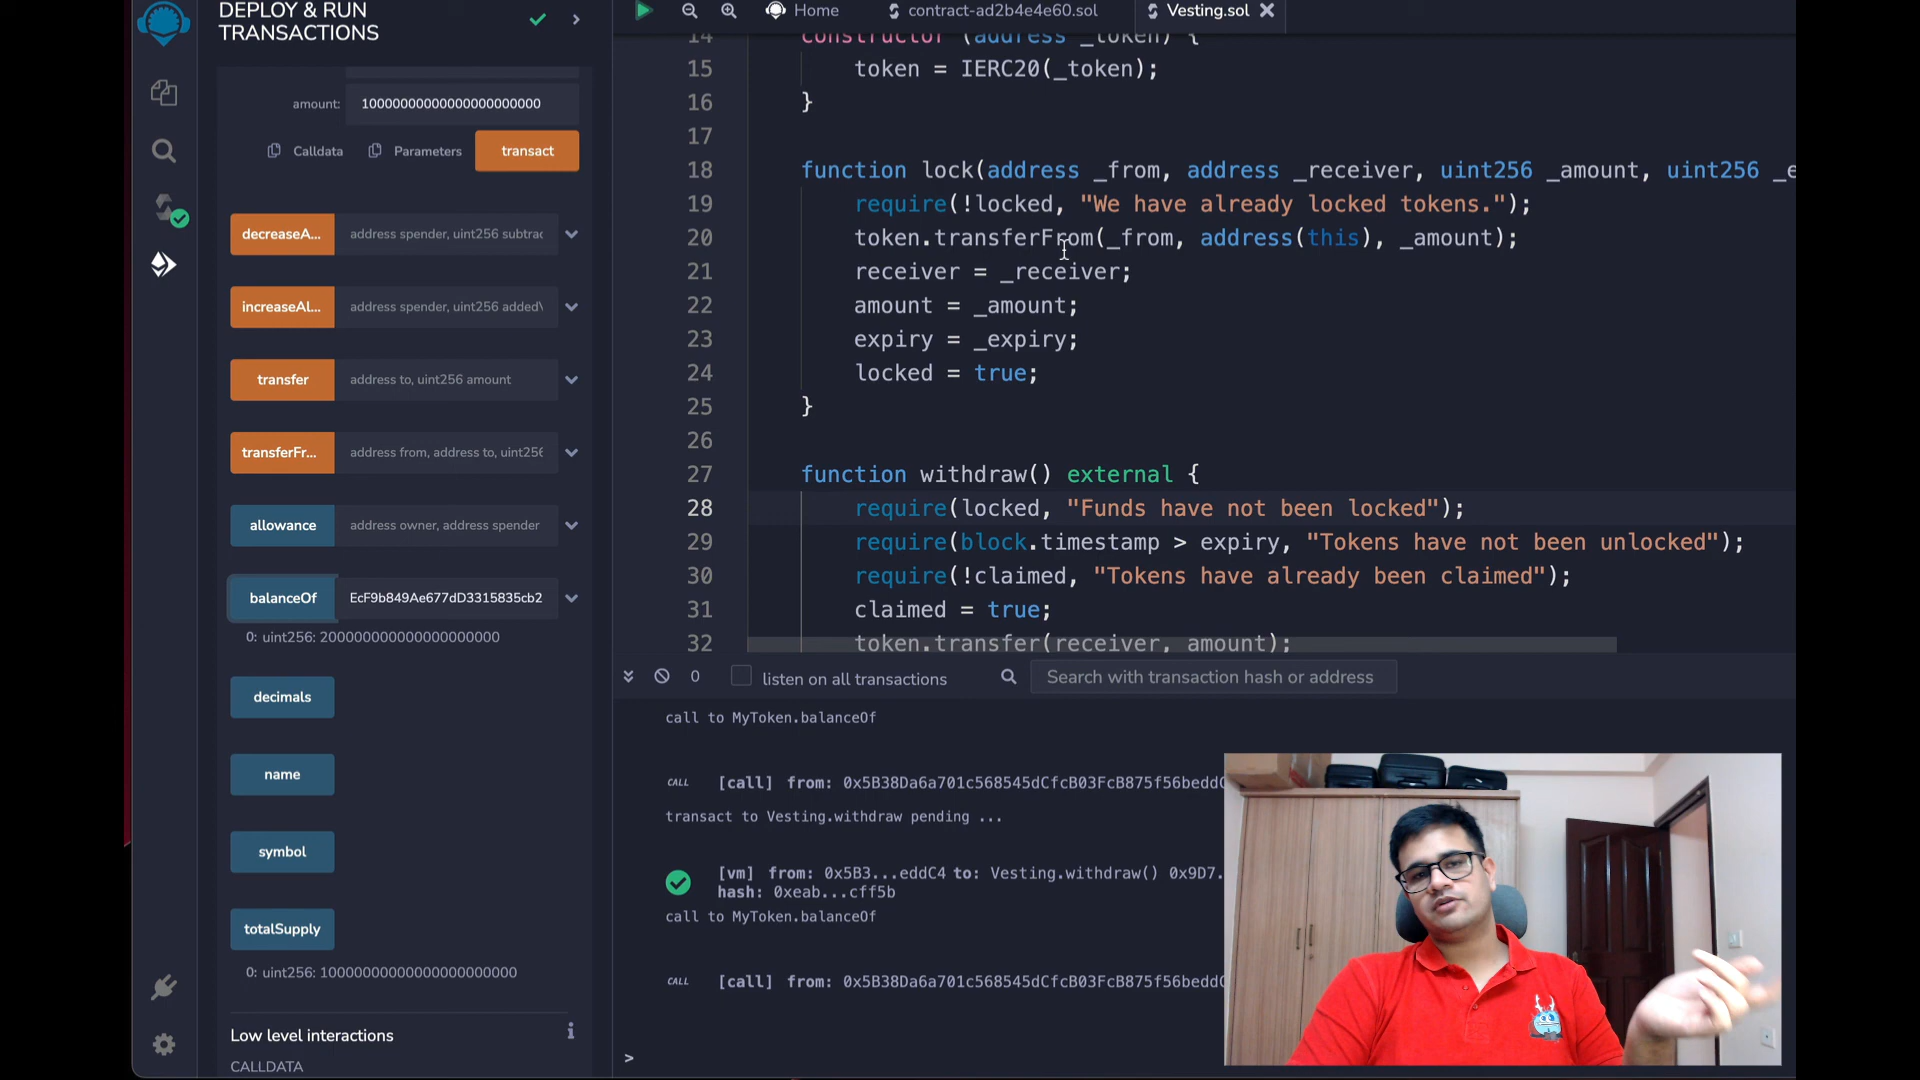 DEPLOY & RUN
TRANSACTIONS
amount: 10000000000000000000000
Calldata
Parameters
transact
decreaseA...
address spender, uint256 subtrac
increaseAl...
address spender, uint256 added\
transfer
address to, uint256 amount
transferFr...
address from, address to, uint256
allowance
address owner, address spender
balanceOf
EcF9b849Ae677dD3315835cb2
0: uint256: 200000000000000000000
decimals
name
symbol
totalSupply
0: uint256: 10000000000000000000000
Low level interactions
CALLDATA
Home
contract-ad2b4e4e60.sol
Vesting.sol
14 constructor (address _token) {
15 token = IERC20(_token);
16 }
17
18 function lock(address _from, address _receiver, uint256 _amount, uint256 _e
19 require(!locked, "We have already locked tokens.");
20 token.transferFrom(_from, address(this), _amount);
21 receiver = _receiver;
22 amount = _amount;
23 expiry = _expiry;
24 locked = true;
25 }
26
27 function withdraw() external {
28 require(locked, "Funds have not been locked");
29 require(block.timestamp > expiry, "Tokens have not been unlocked");
30 require(!claimed, "Tokens have already been claimed");
31 claimed = true;
32 token.transfer(receiver, amount);
0
listen on all transactions
Search with transaction hash or address
call to MyToken.balanceOf
CALL [call] from: 0x5B38Da6a701c568545dCfcB03FcB875f56beddC
transact to Vesting.withdraw pending ...
[vm] from: 0x5B3...eddC4 to: Vesting.withdraw() 0x9D7.
hash: 0xeab...cff5b
call to MyToken.balanceOf
CALL [call] from: 0x5B38Da6a701c568545dCfcB03FcB875f56beddC
>